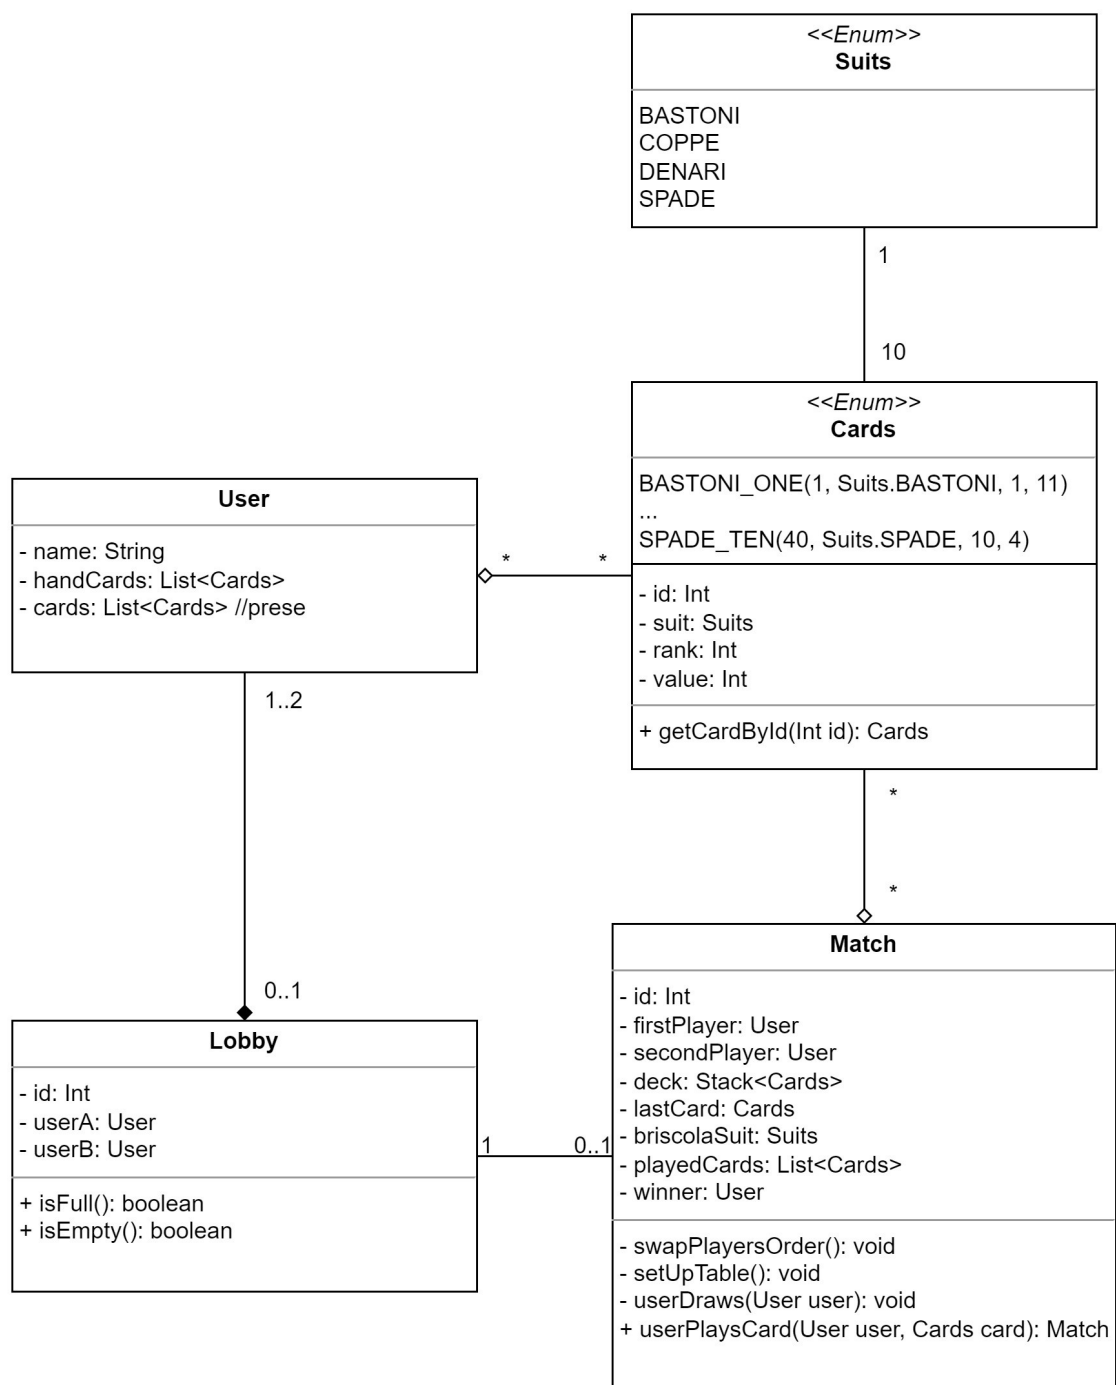 <<Enum>>
Suits
BASTONI
COPPE
DENARI
SPADE
1
10
<<Enum>>
Cards
BASTONI_ONE(1, Suits.BASTONI, 1, 11)
...
SPADE_TEN(40, Suits.SPADE, 10, 4)
- id: Int
- suit: Suits
- rank: Int
- value: Int
+ getCardById(Int id): Cards
User
- name: String
- handCards: List<Cards>
- cards: List<Cards> //prese
* *
1..2
0..1
*
*
Lobby
- id: Int
- userA: User
- userB: User
+ isFull(): boolean
+ isEmpty(): boolean
1 0..1
Match
- id: Int
- firstPlayer: User
- secondPlayer: User
- deck: Stack<Cards>
- lastCard: Cards
- briscolaSuit: Suits
- playedCards: List<Cards>
- winner: User
- swapPlayersOrder(): void
- setUpTable(): void
- userDraws(User user): void
+ userPlaysCard(User user, Cards card): Match